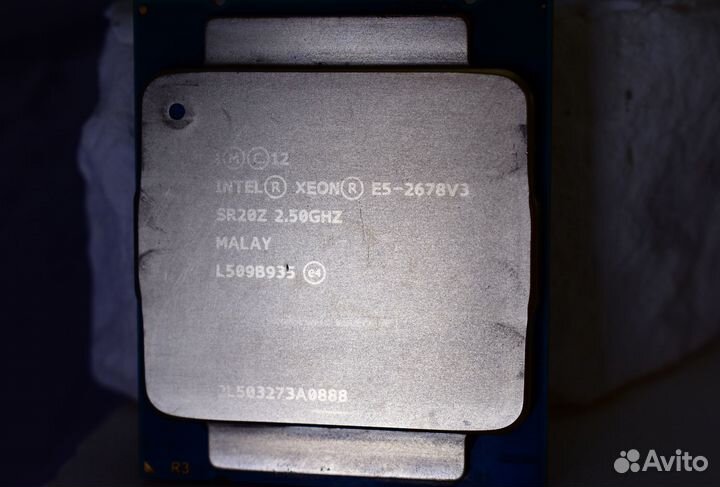 i Ⓜ Ⓒ 12
INTEL® XEON® E5-2678V3
SR20Z 2.50GHZ
MALAY
L509B935 e4
2L503273A0888
R3
Avito